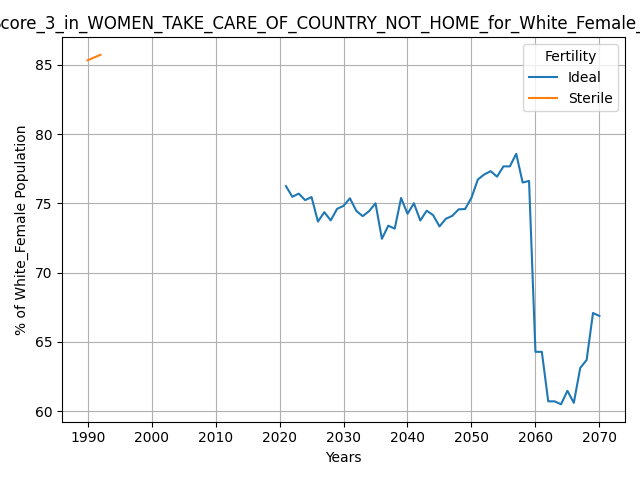 core_3_in_WOMEN_TAKE_CARE_OF_COUNTRY_NOT_HOME_for_White_Female_
Fertility
Ideal
Sterile
% of White_Female Population
85
80
75
70
65
60
1990 2000 2010 2020 2030 2040 2050 2060 2070
Years